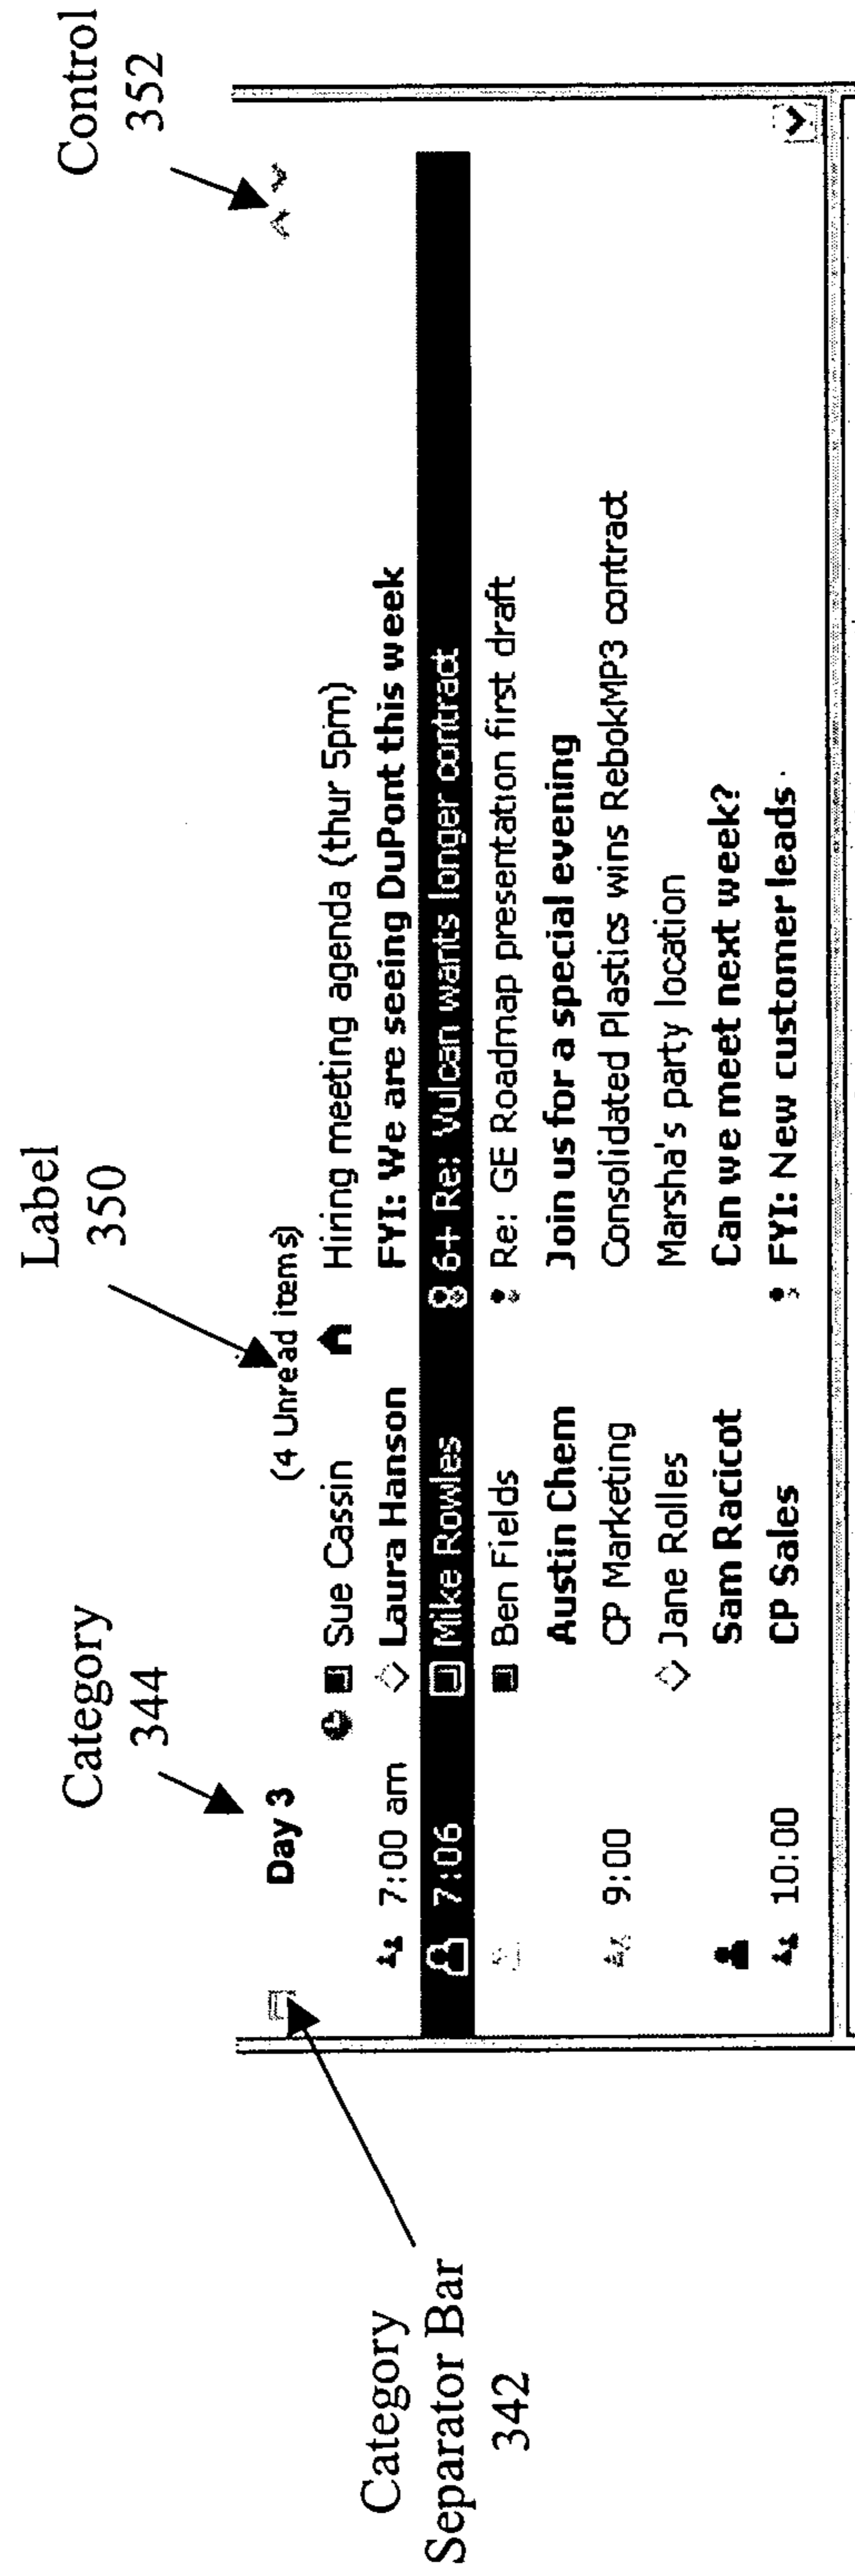 Category
Separator Bar
342
Category
344
Label
350
Control
352
Day 3 (4 Unread items)
Sue Cassin Hiring meeting agenda (thur 5pm)
7:00 am Laura Hanson FYI: We are seeing DuPont this week
7:06 Mike Rowles 6+ Re: Vulcan wants longer contract
Ben Fields Re: GE Roadmap presentation first draft
Austin Chem Join us for a special evening
9:00 CP Marketing Consolidated Plastics wins RebokMP3 contract
Jane Rolles Marsha's party location
Sam Racicot Can we meet next week?
10:00 CP Sales FYI: New customer leads